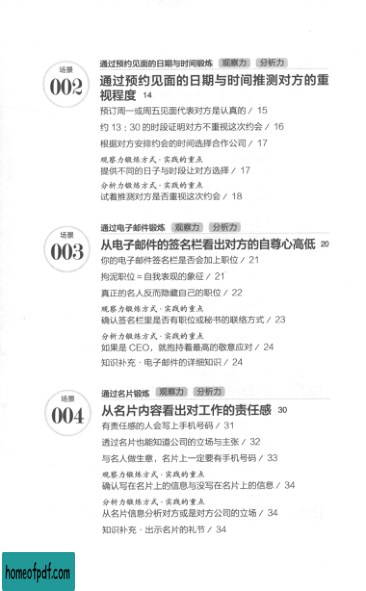 场景
002
通过预约见面的日期与时间锻炼 观察力 分析力
通过预约见面的日期与时间推测对方的重
视程度 14
预订周一或周五见面代表对方是认真的 / 15
约 13：30 的时段证明对方不重视这次约会 / 16
根据对方安排约会的时间选择合作公司 / 17
观察力锻炼方式·实践的重点
提供不同的日子与时段让对方选择 / 17
分析力锻炼方式·实践的重点
试着推测对方是否重视这次约会 / 18
场景
003
通过电子邮件锻炼 观察力 分析力
从电子邮件的签名栏看出对方的自尊心高低 20
你的电子邮件签名栏是否会加上职位 / 21
拘泥职位＝自我表现的象征 / 21
真正的名人反而隐藏自己的职位 / 22
观察力锻炼方式·实践的重点
确认签名栏里是否有职位或秘书的联络方式 / 23
分析力锻炼方式·实践的重点
如果是 CEO，就抱持着最高的敬意应对 / 24
知识补充·电子邮件的详细知识 / 24
场景
004
通过名片锻炼 观察力 分析力
从名片内容看出对工作的责任感 30
有责任感的人会写上手机号码 / 31
透过名片也能知道公司的立场与主张 / 32
与名人做生意，名片上一定要有手机号码 / 33
观察力锻炼方式·实践的重点
确认写在名片上的信息与没写在名片上的信息 / 34
分析力锻炼方式·实践的重点
从名片信息分析对方或是对方公司的立场 / 34
知识补充·出示名片的礼节 / 34
homeofpdf.com